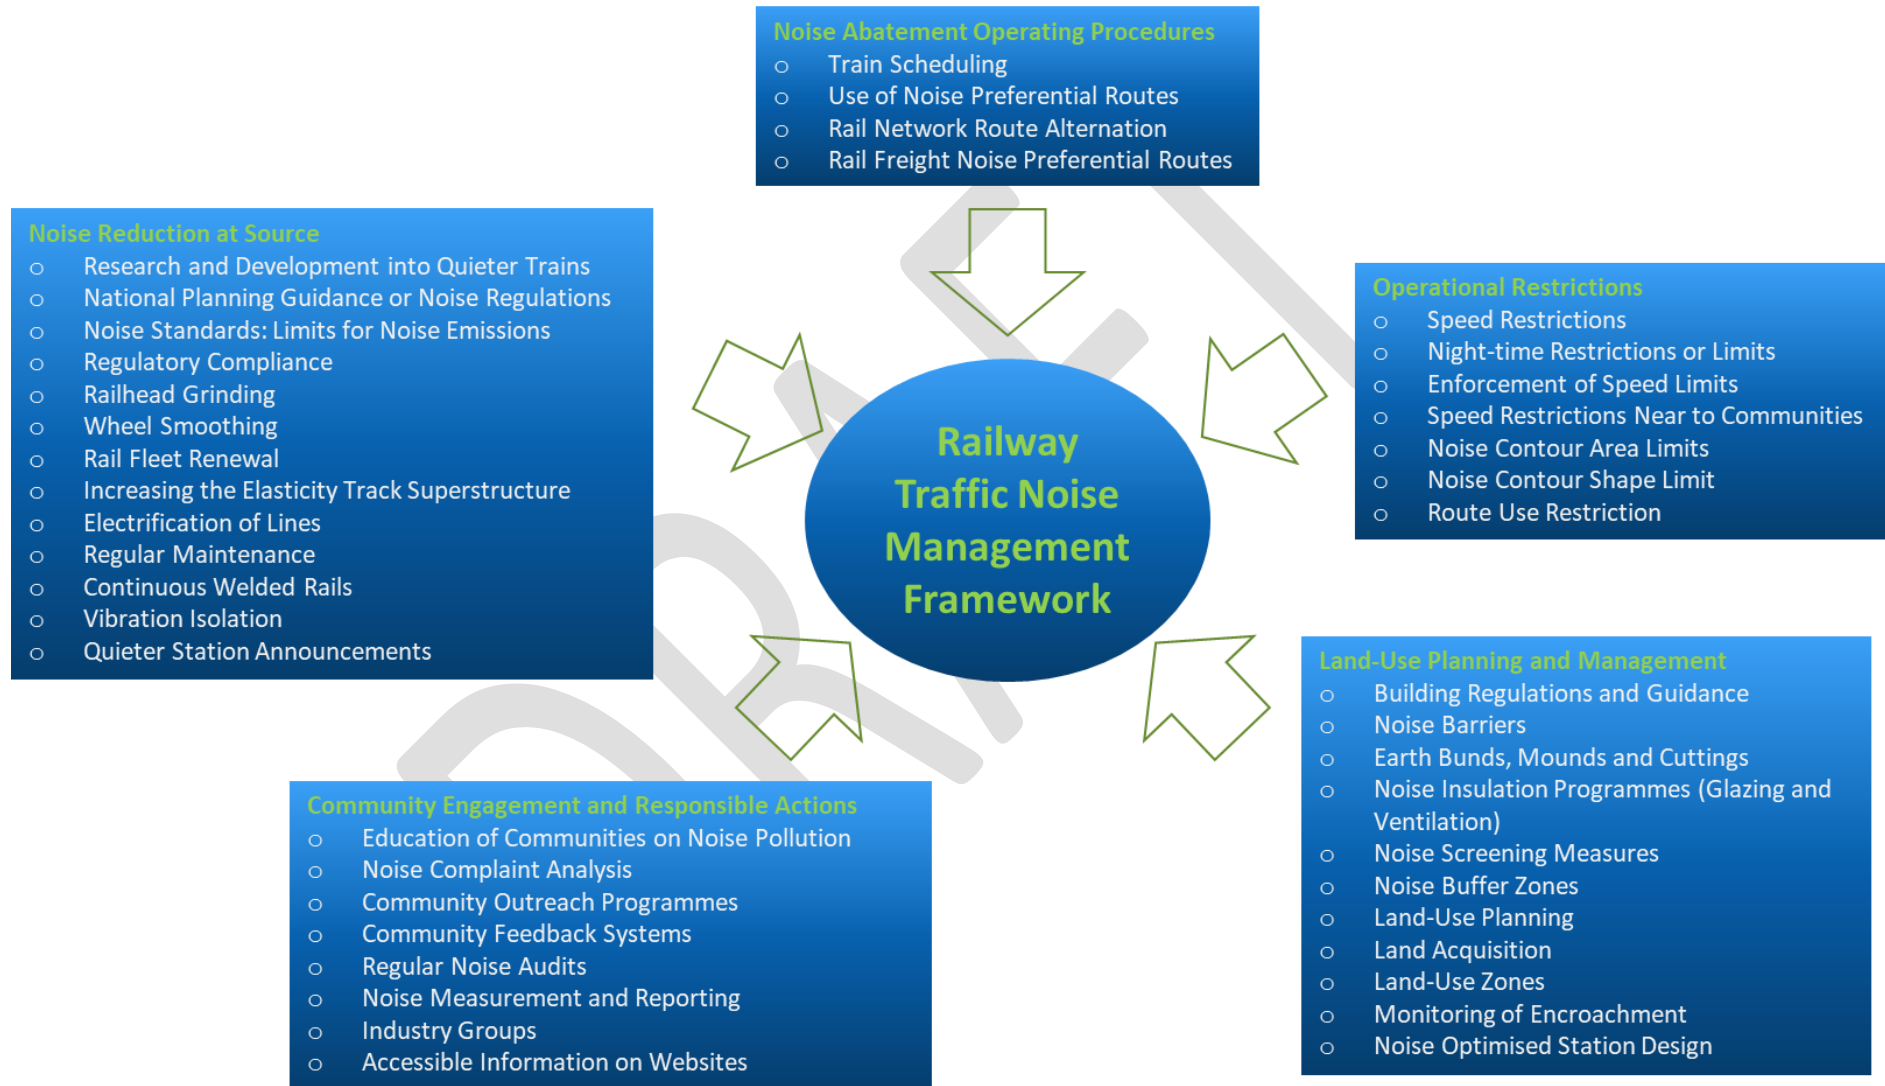 Noise Abatement Operating Procedures
o Train Scheduling
o Use of Noise Preferential Routes
o Rail Network Route Alternation
o Rail Freight Noise Preferential Routes
Noise Reduction at Source
o Research and Development into Quieter Trains
o National Planning Guidance or Noise Regulations
o Noise Standards: Limits for Noise Emissions
o Regulatory Compliance
o Railhead Grinding
o Wheel Smoothing
o Rail Fleet Renewal
o Increasing the Elasticity Track Superstructure
o Electrification of Lines
o Regular Maintenance
o Continuous Welded Rails
o Vibration Isolation
o Quieter Station Announcements
Operational Restrictions
o Speed Restrictions
o Night-time Restrictions or Limits
o Enforcement of Speed Limits
o Speed Restrictions Near to Communities
o Noise Contour Area Limits
o Noise Contour Shape Limit
o Route Use Restriction
Railway
Traffic Noise
Management
Framework
Community Engagement and Responsible Actions
o Education of Communities on Noise Pollution
o Noise Complaint Analysis
o Community Outreach Programmes
o Community Feedback Systems
o Regular Noise Audits
o Noise Measurement and Reporting
o Industry Groups
o Accessible Information on Websites
Land-Use Planning and Management
o Building Regulations and Guidance
o Noise Barriers
o Earth Bunds, Mounds and Cuttings
o Noise Insulation Programmes (Glazing and
Ventilation)
o Noise Screening Measures
o Noise Buffer Zones
o Land-Use Planning
o Land Acquisition
o Land-Use Zones
o Monitoring of Encroachment
o Noise Optimised Station Design
DRAFT